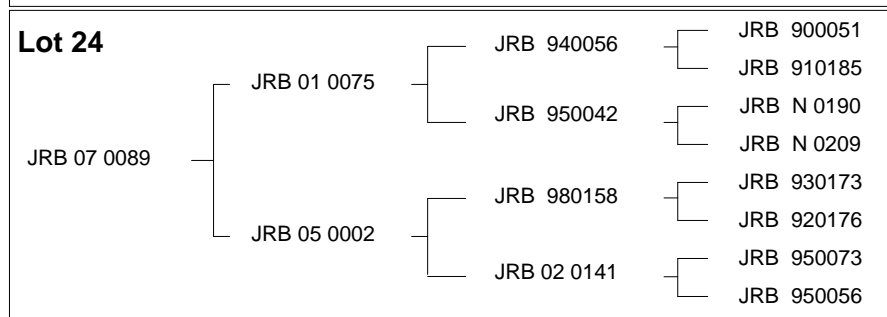 Lot 24
JRB 07 0089
JRB 01 0075
JRB 05 0002
JRB 940056
JRB 950042
JRB 980158
JRB 02 0141
JRB 900051
JRB 910185
JRB N 0190
JRB N 0209
JRB 930173
JRB 920176
JRB 950073
JRB 950056